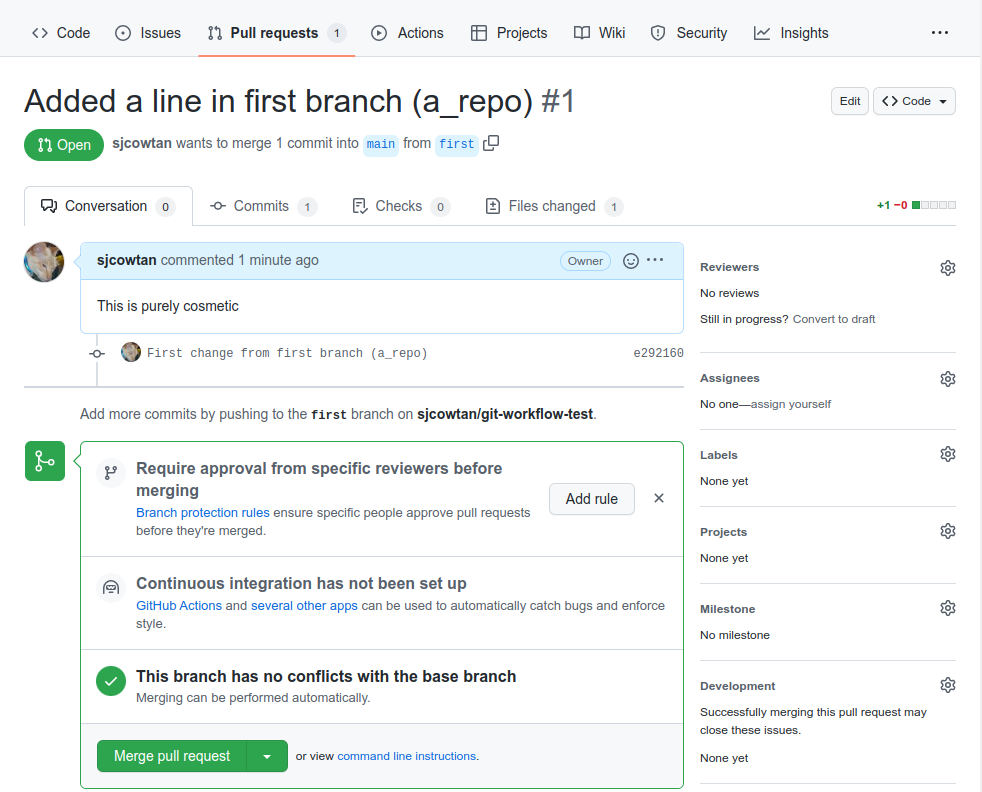 Code Issues Pull requests 1 Actions Projects Wiki Security Insights ...
Added a line in first branch (a_repo) #1
Edit Code
Open sjcowtan wants to merge 1 commit into main from first
Conversation 0 Commits 1 Checks 0 Files changed 1 +1 −0
sjcowtan commented 1 minute ago Owner ...
This is purely cosmetic
First change from first branch (a_repo) e292160
Add more commits by pushing to the first branch on sjcowtan/git-workflow-test.
Require approval from specific reviewers before
merging
Branch protection rules ensure specific people approve pull requests
before they're merged.
Add rule
Continuous integration has not been set up
GitHub Actions and several other apps can be used to automatically catch bugs and enforce
style.
This branch has no conflicts with the base branch
Merging can be performed automatically.
Merge pull request or view command line instructions.
Reviewers
No reviews
Still in progress? Convert to draft
Assignees
No one—assign yourself
Labels
None yet
Projects
None yet
Milestone
No milestone
Development
Successfully merging this pull request may
close these issues.
None yet